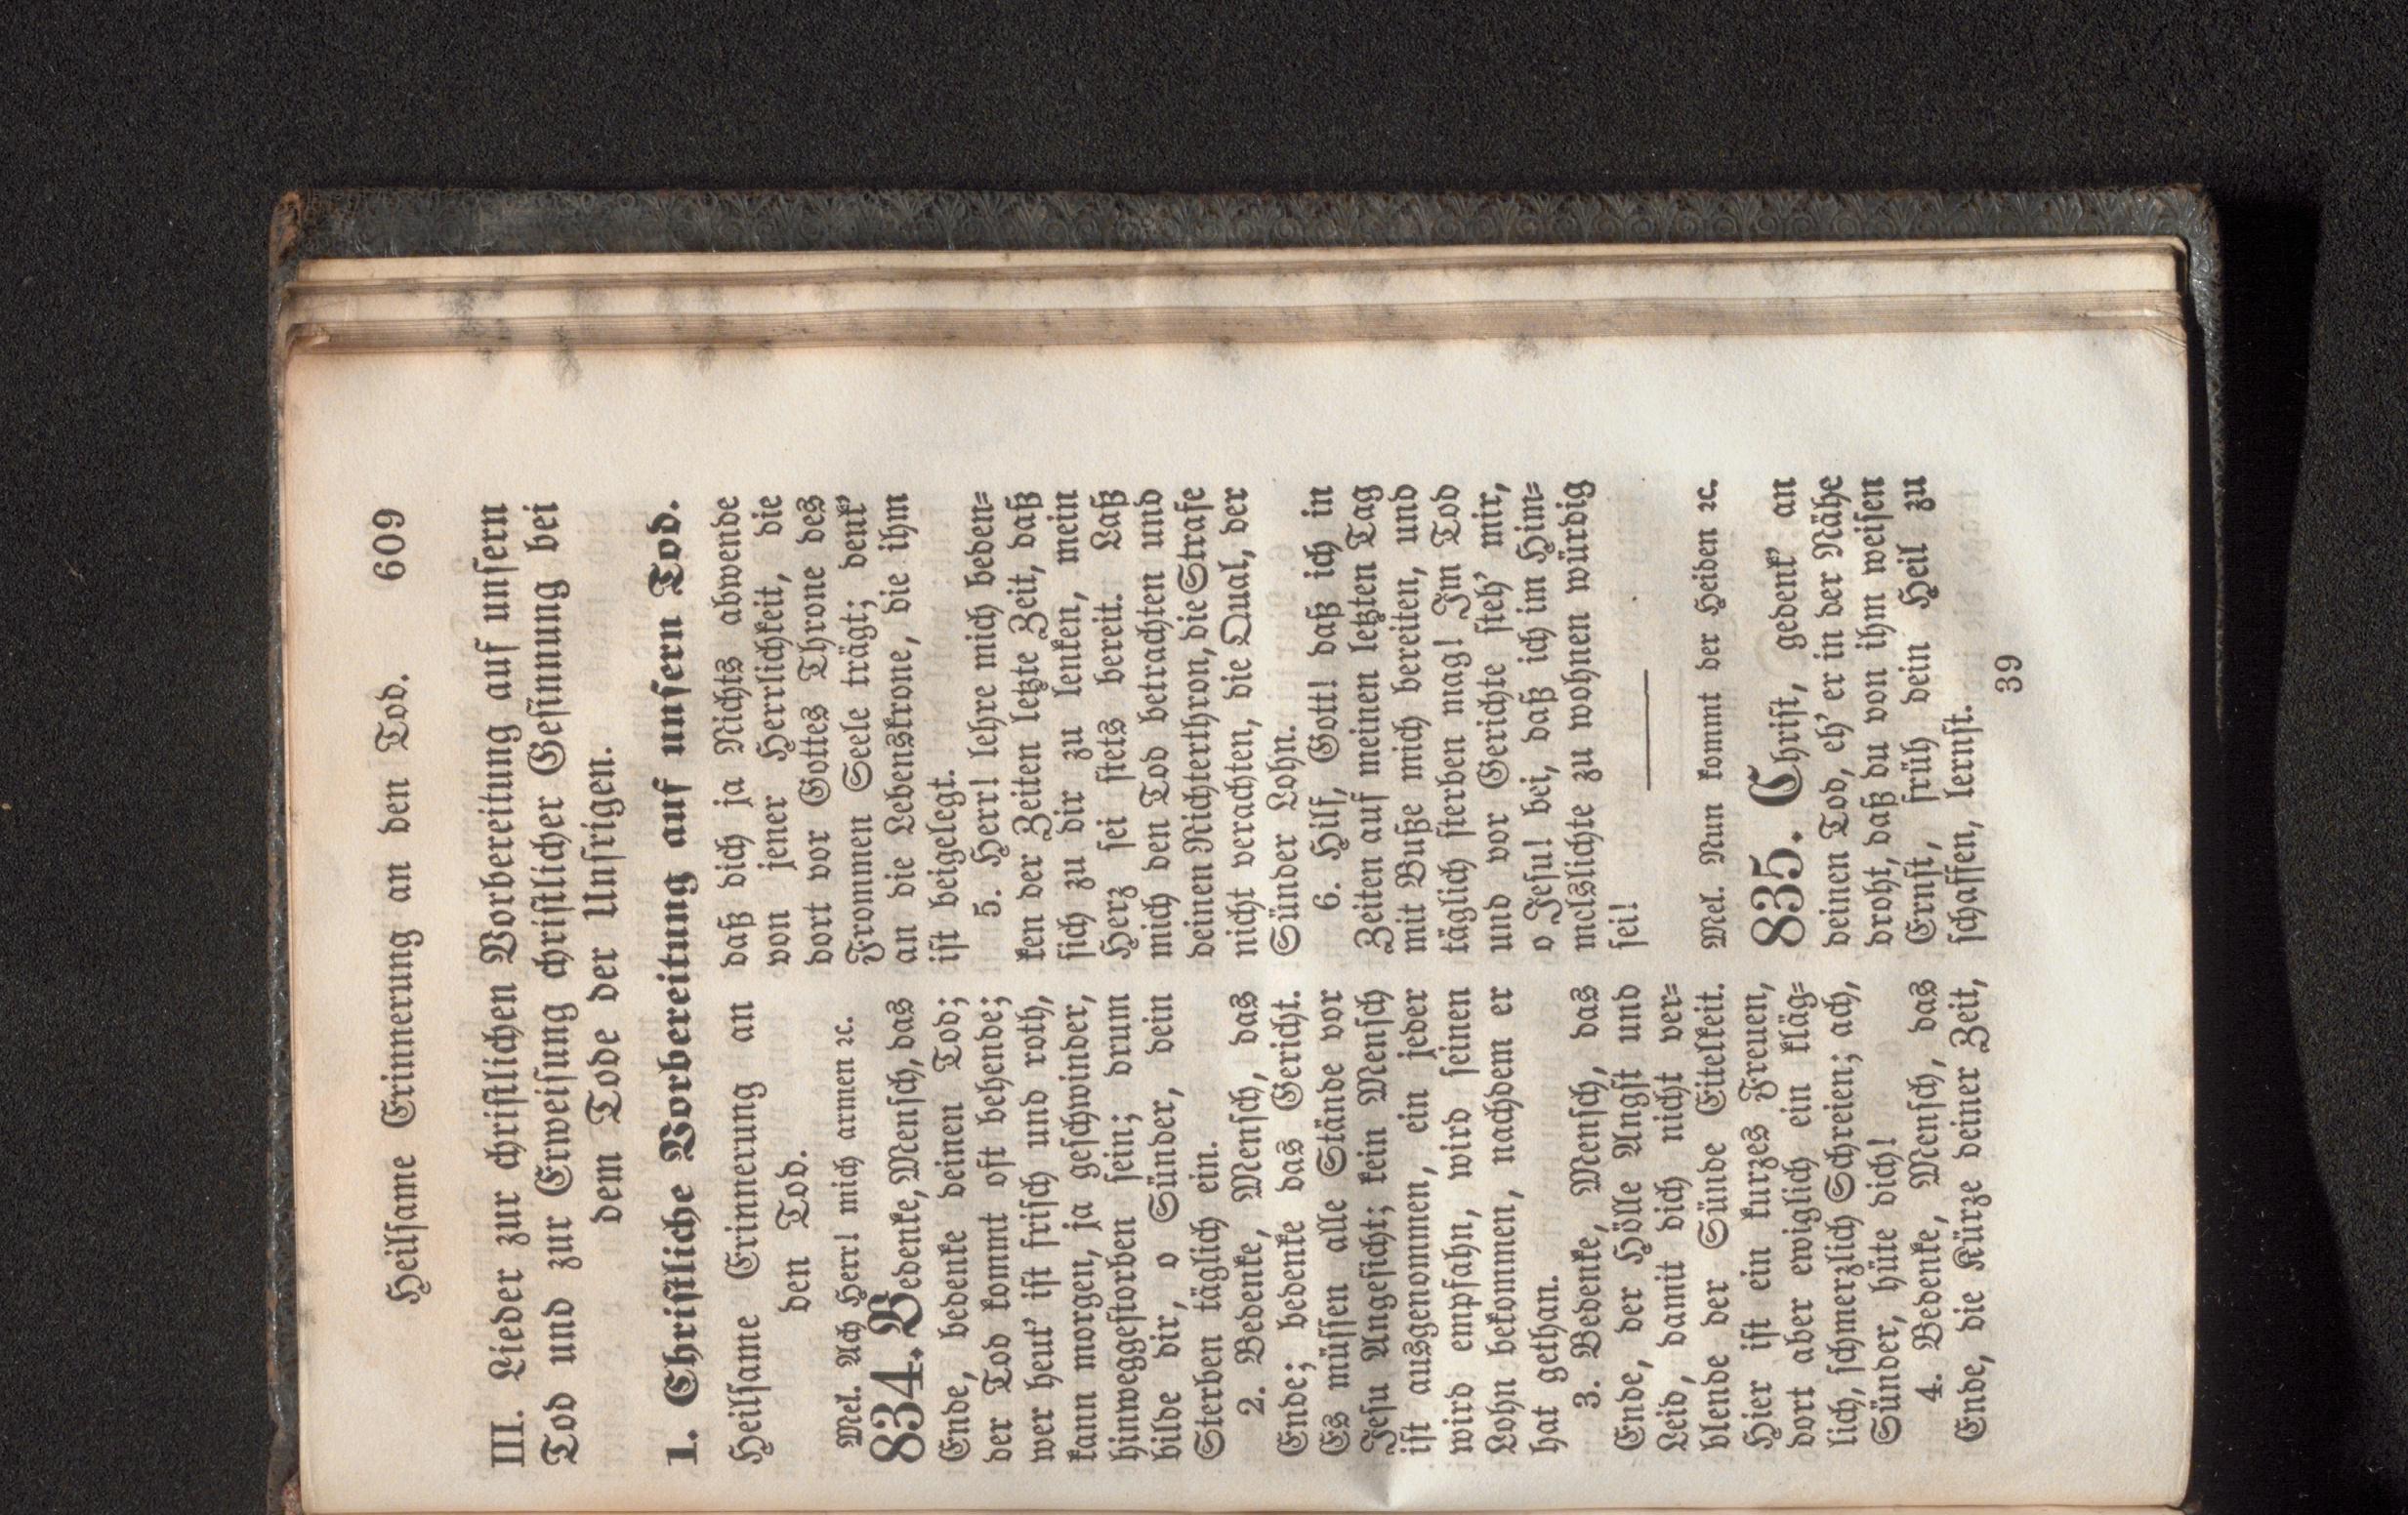 Heilsame Erinnerung an den Tod. 609
III. Lieder zur christlichen Vorbereitung auf unsern
Tod und zur Erweisung christlicher Gesinnung bei
dem Tode der Unsrigen.
1. Christliche Vorbereitung auf unsern Tod.
Heilsame Erinnerung an
den Tod.
Mel. Ach Herr! mich armen ꝛc.
834. Bedenke, Mensch, das
Ende, bedenke deinen Tod;
der Tod kommt oft behende;
wer heut' ist frisch und roth,
kann morgen, ja geschwinder,
hinweggestorben sein; drum
bilde dir, o Sünder, dein
Sterben täglich ein.
2. Bedenke, Mensch, das
Ende; bedenke das Gericht.
Es müssen alle Stände vor
Jesu Angesicht; kein Mensch
ist ausgenommen, ein jeder
wird empfahn, wird seinen
Lohn bekommen, nachdem er
hat gethan.
3. Bedenke, Mensch, das
Ende, der Hölle Angst und
Leid, damit dich nicht ver=
blende der Sünde Eitelkeit.
Hier ist ein kurzes Freuen,
dort aber ewiglich ein kläg=
lich, schmerzlich Schreien; ach,
Sünder, hüte dich!
4. Bedenke, Mensch, das
Ende, die Kürze deiner Zeit,
daß dich ja Nichts abwende
von jener Herrlichkeit, die
dort vor Gottes Throne des
Frommen Seele trägt; denk'
an die Lebenskrone, die ihm
ist beigelegt.
5. Herr! lehre mich beden=
ken der Zeiten letzte Zeit, daß
sich zu dir zu lenken, mein
Herz sei stets bereit. Laß
mich den Tod betrachten und
deinen Richterthron, die Strafe
nicht verachten, die Qual, der
Sünder Lohn.
6. Hilf, Gott! daß ich in
Zeiten auf meinen letzten Tag
mit Buße mich bereiten, und
täglich sterben mag! Im Tod
und vor Gerichte steh' mir,
o Jesu! bei, daß ich im Him=
melslichte zu wohnen würdig
sei!
Mel. Nun kommt der Heiden ꝛc.
835. Christ, gedenk' an
deinen Tod, eh' er in der Nähe
droht, daß du von ihm weisen
Ernst, früh dein Heil zu
schaffen, lernst.
39